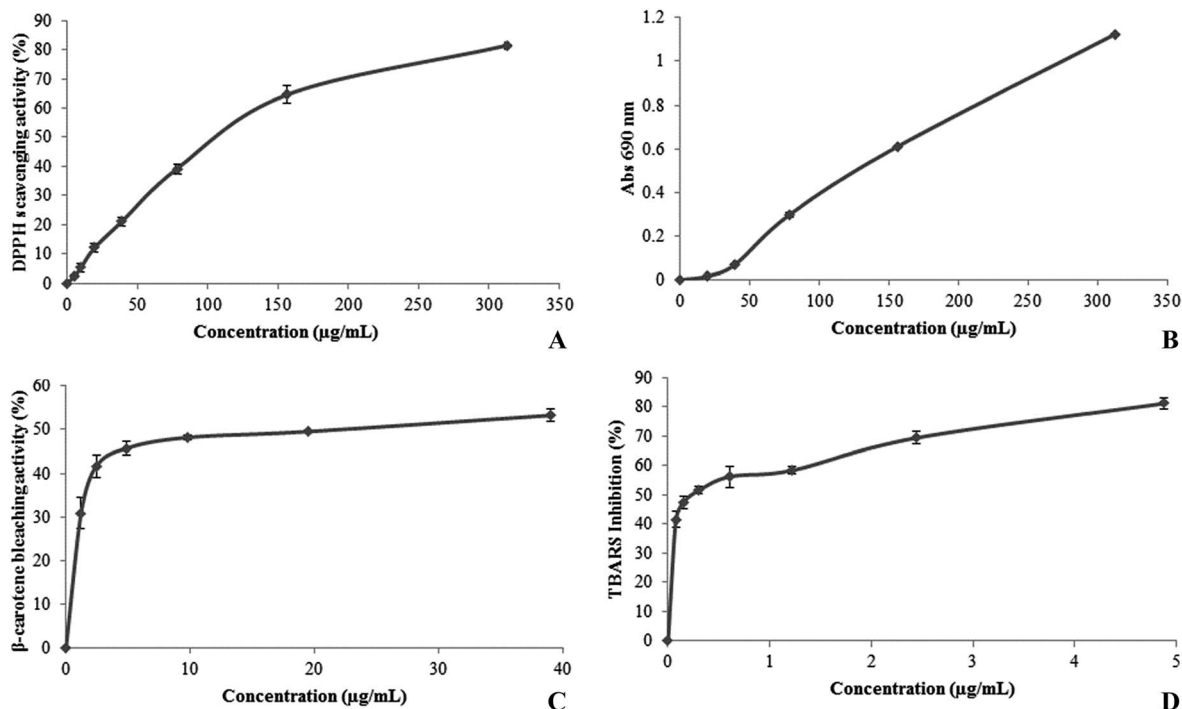 90
80
70
60
50
40
30
20
10
0
DPPH scavenging activity (%)
0 50 100 150 200 250 300 350
Concentration (µg/mL)
A
1.2
1
0.8
0.6
0.4
0.2
0
Abs 690 nm
0 50 100 150 200 250 300 350
Concentration (µg/mL)
B
60
50
40
30
20
10
0
β-carotene bleaching activity (%)
0 10 20 30 40
Concentration (µg/mL)
C
90
80
70
60
50
40
30
20
10
0
TBARS Inhibition (%)
0 1 2 3 4 5
Concentration (µg/mL)
D